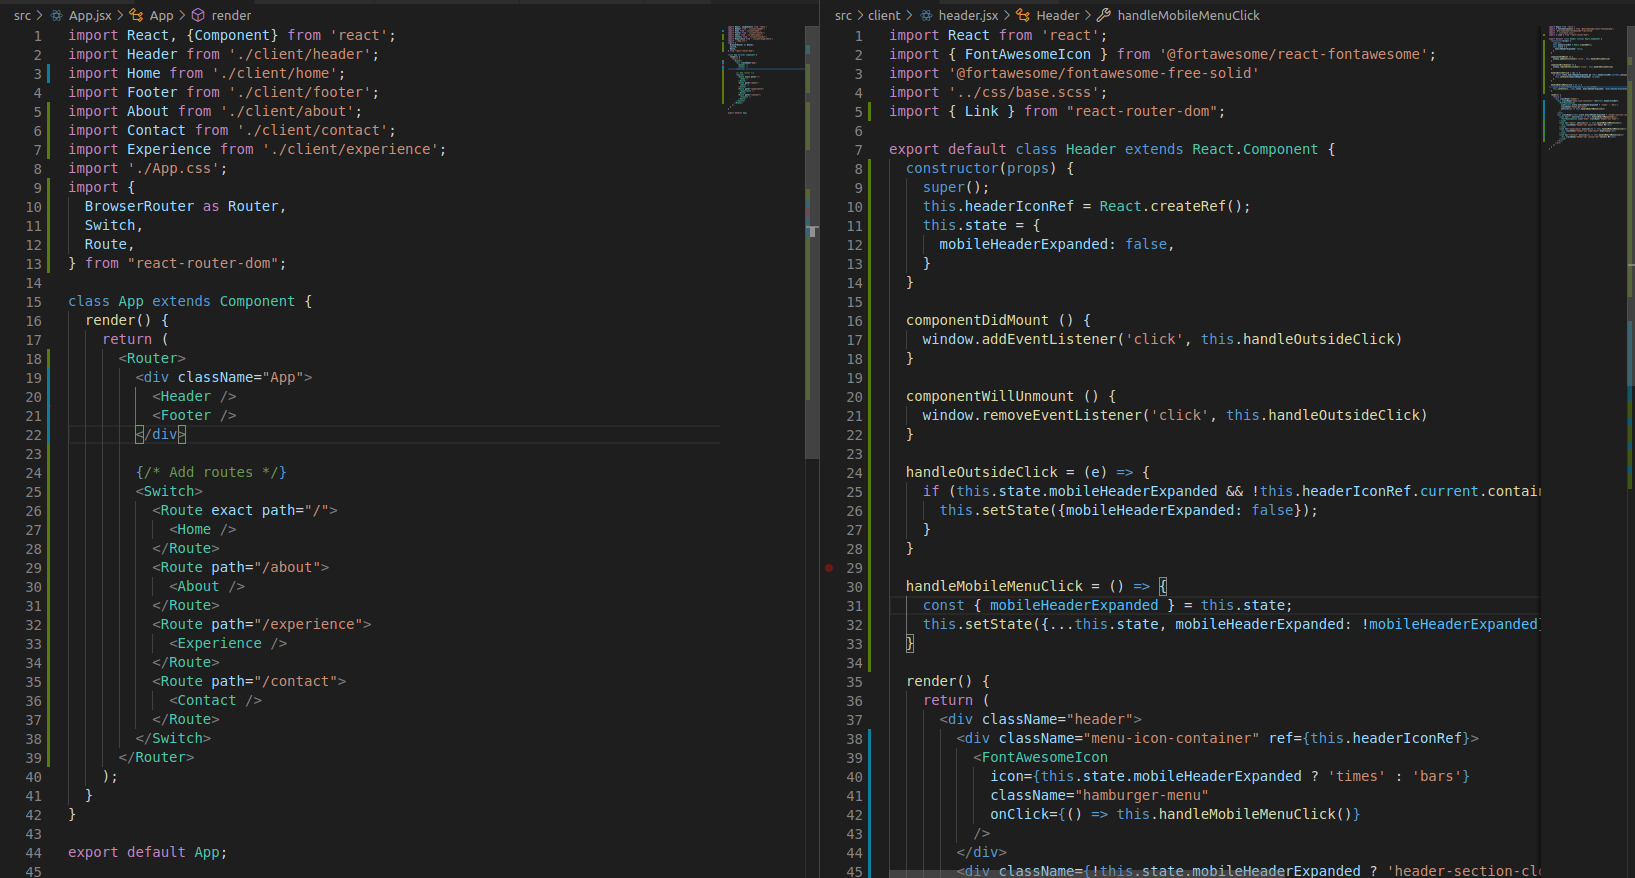 src > App.jsx > App > render
1 import React, {Component} from 'react';
2 import Header from './client/header';
3 import Home from './client/home';
4 import Footer from './client/footer';
5 import About from './client/about';
6 import Contact from './client/contact';
7 import Experience from './client/experience';
8 import './App.css';
9 import {
10 BrowserRouter as Router,
11 Switch,
12 Route,
13 } from "react-router-dom";
14
15 class App extends Component {
16 render() {
17 return (
18 <Router>
19 <div className="App">
20 <Header />
21 <Footer />
22 </div>
23
24 {/* Add routes */}
25 <Switch>
26 <Route exact path="/">
27 <Home />
28 </Route>
29 <Route path="/about">
30 <About />
31 </Route>
32 <Route path="/experience">
33 <Experience />
34 </Route>
35 <Route path="/contact">
36 <Contact />
37 </Route>
38 </Switch>
39 </Router>
40 );
41 }
42 }
43
44 export default App;
45
src > client > header.jsx > Header > handleMobileMenuClick
1 import React from 'react';
2 import { FontAwesomeIcon } from '@fortawesome/react-fontawesome';
3 import '@fortawesome/fontawesome-free-solid'
4 import '../css/base.scss';
5 import { Link } from "react-router-dom";
6
7 export default class Header extends React.Component {
8 constructor(props) {
9 super();
10 this.headerIconRef = React.createRef();
11 this.state = {
12 mobileHeaderExpanded: false,
13 }
14 }
15
16 componentDidMount () {
17 window.addEventListener('click', this.handleOutsideClick)
18 }
19
20 componentWillUnmount () {
21 window.removeEventListener('click', this.handleOutsideClick)
22 }
23
24 handleOutsideClick = (e) => {
25 if (this.state.mobileHeaderExpanded && !this.headerIconRef.current.contai
26 this.setState({mobileHeaderExpanded: false});
27 }
28 }
29
30 handleMobileMenuClick = () => {
31 const { mobileHeaderExpanded } = this.state;
32 this.setState({...this.state, mobileHeaderExpanded: !mobileHeaderExpanded}
33 }
34
35 render() {
36 return (
37 <div className="header">
38 <div className="menu-icon-container" ref={this.headerIconRef}>
39 <FontAwesomeIcon
40 icon={this.state.mobileHeaderExpanded ? 'times' : 'bars'}
41 className="hamburger-menu"
42 onClick={() => this.handleMobileMenuClick()}
43 />
44 </div>
45 <div className={!this.state.mobileHeaderExpanded ? 'header-section-clo